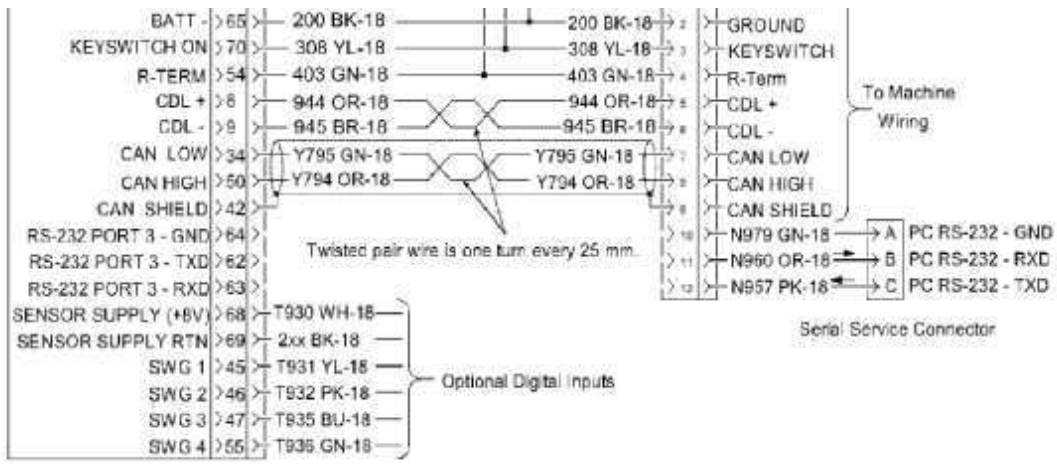 BATT - 65 200 BK-18 200 BK-18 2 GROUND
KEYSWITCH ON 70 308 YL-18 308 YL-18 3 KEYSWITCH
R-TERM 54 403 GN-18 403 GN-18 4 R-Term
CDL + 8 944 OR-18 944 OR-18 5 CDL +
CDL - 9 945 BR-18 945 BR-18 6 CDL -
To Machine
Wiring
CAN LOW 34 Y795 GN-18 Y795 GN-18 7 CAN LOW
CAN HIGH 50 Y794 OR-18 Y794 OR-18 8 CAN HIGH
CAN SHIELD 42 9 CAN SHIELD
RS-232 PORT 3 - GND 64 10 N979 GN-18 A PC RS-232 - GND
Twisted pair wire is one turn every 25 mm.
RS-232 PORT 3 - TXD 62 11 N960 OR-18 B PC RS-232 - RXD
RS-232 PORT 3 - RXD 63 12 N957 PK-18 C PC RS-232 - TXD
SENSOR SUPPLY (+8V) 68 T930 WH-18
Serial Service Connector
SENSOR SUPPLY RTN 69 2xx BK-18
SWG 1 45 T931 YL-18
Optional Digital Inputs
SWG 2 46 T932 PK-18
SWG 3 47 T935 BU-18
SWG 4 55 T936 GN-18